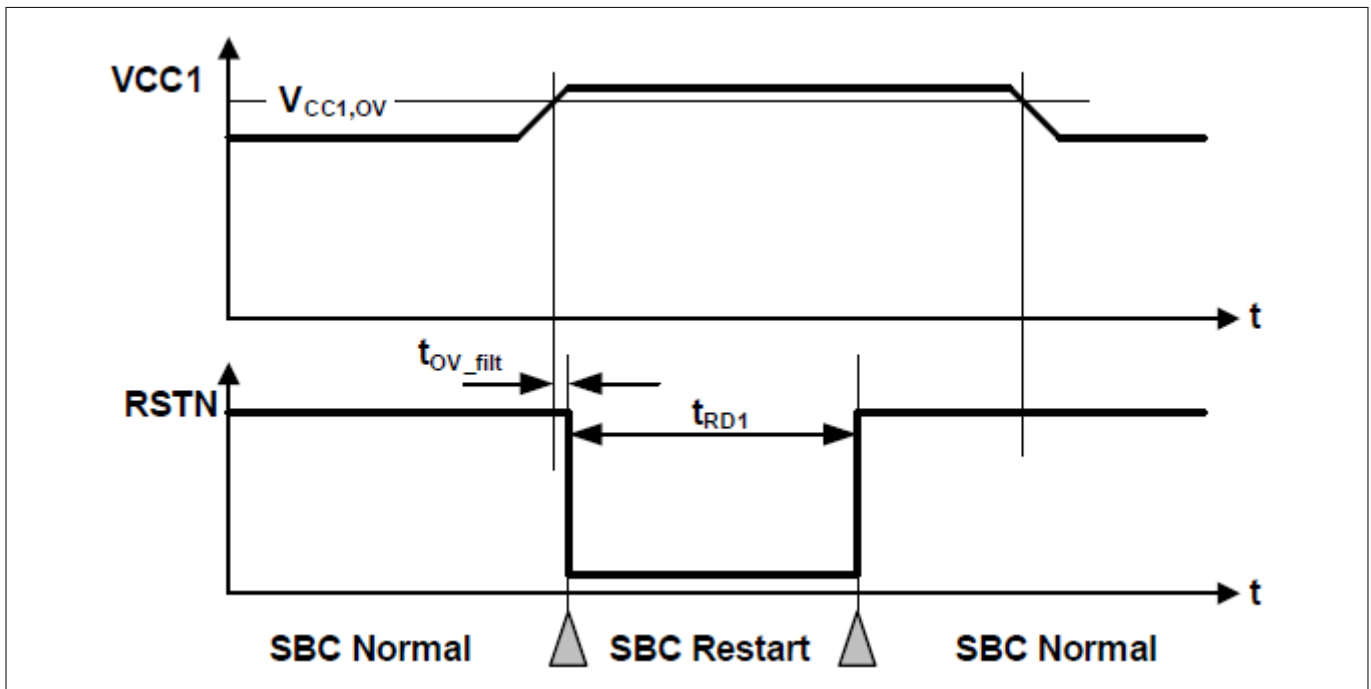 VCC1
VCC1,OV
t
tOV_filt
RSTN
tRD1
t
SBC Normal
SBC Restart
SBC Normal